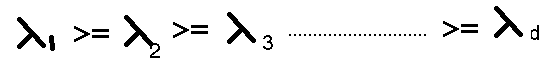 λ₁ >= λ₂ >= λ₃ ........................... >= λd